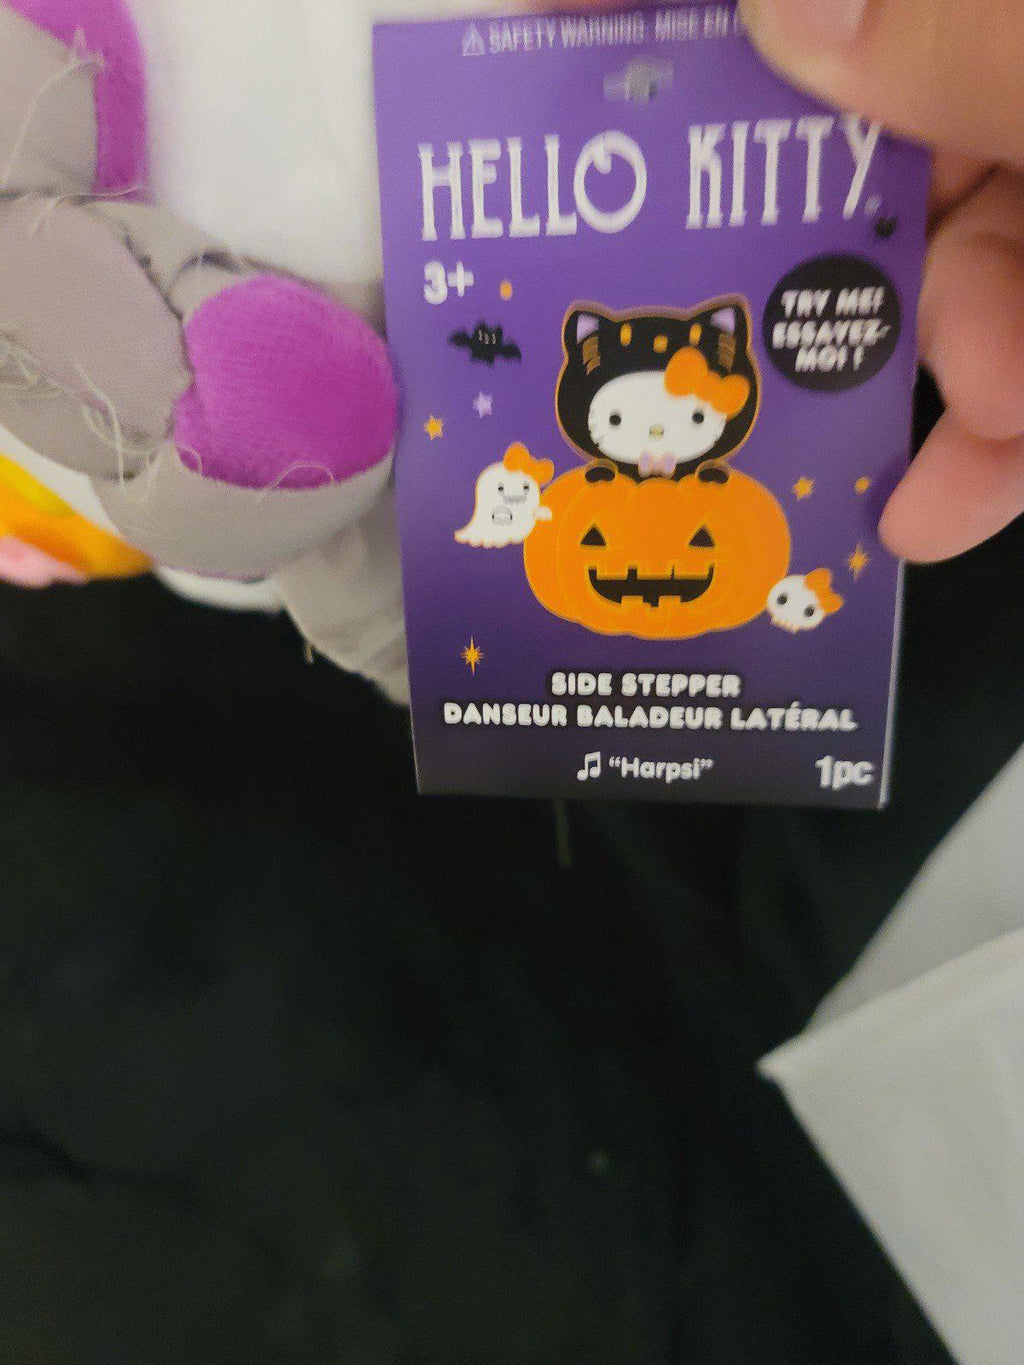 ⚠ SAFETY WARNING. MISE EN
HELLO KITTY
3+
TRY ME!
ESSAYEZ-
MOI !
SIDE STEPPER
DANSEUR BALADEUR LATÉRAL
♫ "Harpsi"
1pc